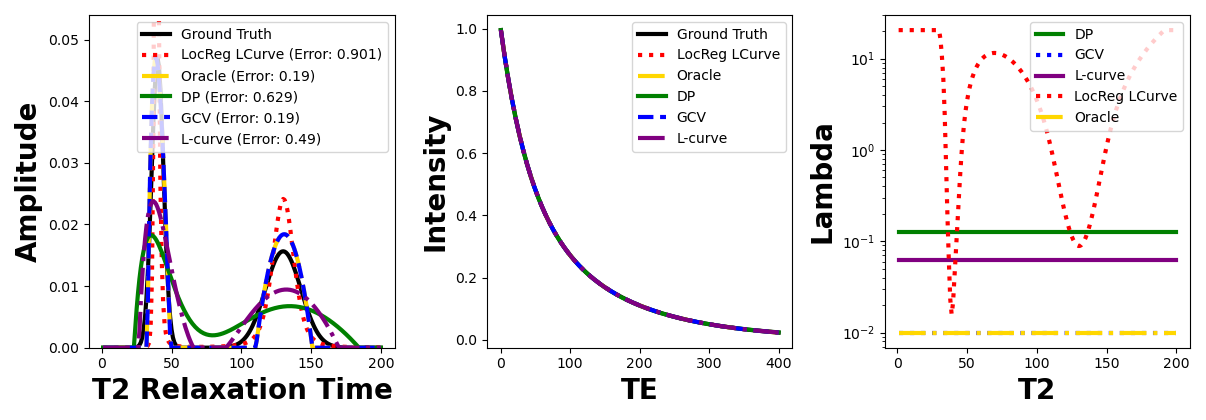 Amplitude
0.05
0.04
0.03
0.02
0.01
0.00
Ground Truth
LocReg LCurve (Error: 0.901)
Oracle (Error: 0.19)
DP (Error: 0.629)
GCV (Error: 0.19)
L-curve (Error: 0.49)
0 50 100 150 200
T2 Relaxation Time
Intensity
1.0
0.8
0.6
0.4
0.2
0.0
Ground Truth
LocReg LCurve
Oracle
DP
GCV
L-curve
0 100 200 300 400
TE
Lambda
10¹
10⁰
10⁻¹
10⁻²
DP
GCV
L-curve
LocReg LCurve
Oracle
0 50 100 150 200
T2